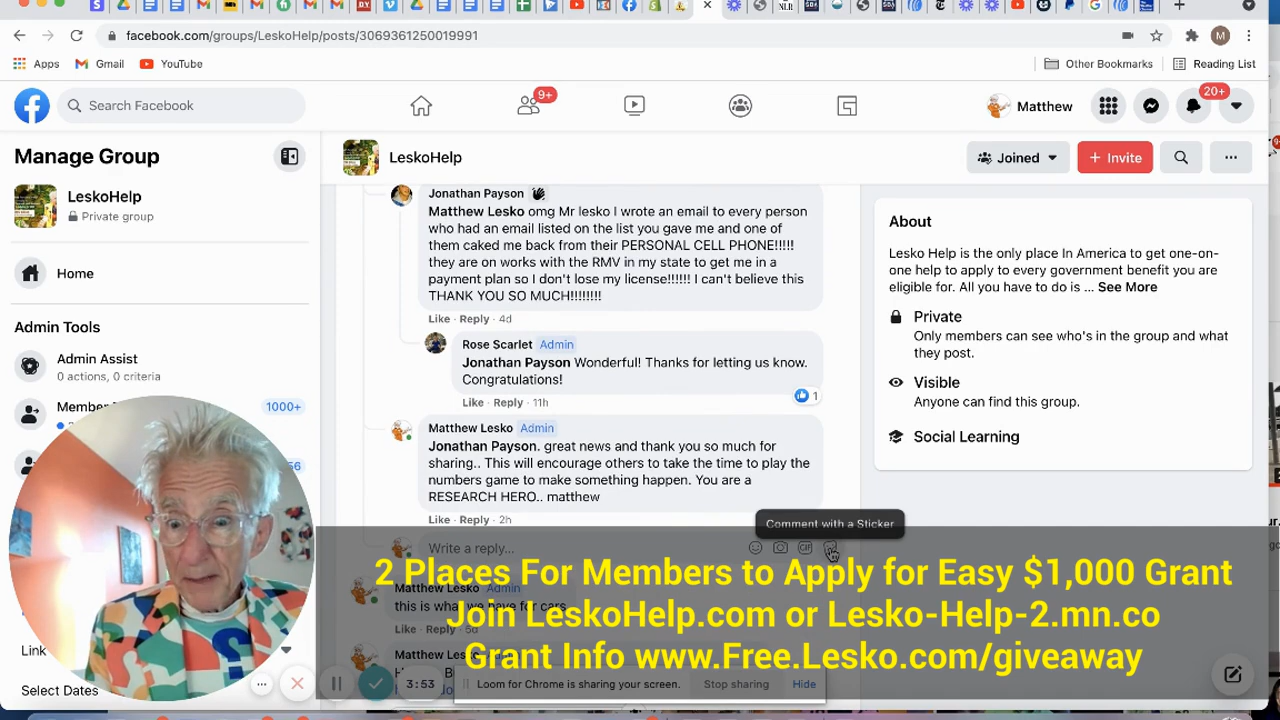 facebook.com/groups/LeskoHelp/posts/3069361250019991
M
Apps
Gmail
YouTube
Other Bookmarks
Reading List
Search Facebook
9+
Matthew
20+
Manage Group
LeskoHelp
Private group
Home
Admin Tools
Admin Assist
0 actions, 0 criteria
1000+
Link
Select Dates
LeskoHelp
Joined
+ Invite
Jonathan Payson
Matthew Lesko omg Mr lesko I wrote an email to every person
who had an email listed on the list you gave me and one of
them caked me back from their PERSONAL CELL PHONE!!!!!
they are on works with the RMV in my state to get me in a
payment plan so I don't lose my license!!!!!! I can't believe this
THANK YOU SO MUCH!!!!!!!!
Like · Reply · 4d
Rose Scarlet Admin
Jonathan Payson Wonderful! Thanks for letting us know.
Congratulations!
Like · Reply · 11h
1
Matthew Lesko Admin
Jonathan Payson. great news and thank you so much for
sharing.. This will encourage others to take the time to play the
numbers game to make something happen. You are a
RESEARCH HERO.. matthew
Like · Reply · 2h
Comment with a Sticker
Write a reply...
GIF
Matthew Lesko Admin
this is what we have for cars
Like · Reply · 5d
About
Lesko Help is the only place In America to get one-on-
one help to apply to every government benefit you are
eligible for. All you have to do is ... See More
Private
Only members can see who's in the group and what
they post.
Visible
Anyone can find this group.
Social Learning
2 Places For Members to Apply for Easy $1,000 Grant
Join LeskoHelp.com or Lesko-Help-2.mn.co
Grant Info www.Free.Lesko.com/giveaway
3:53
Loom for Chrome is sharing your screen.
Stop sharing
Hide